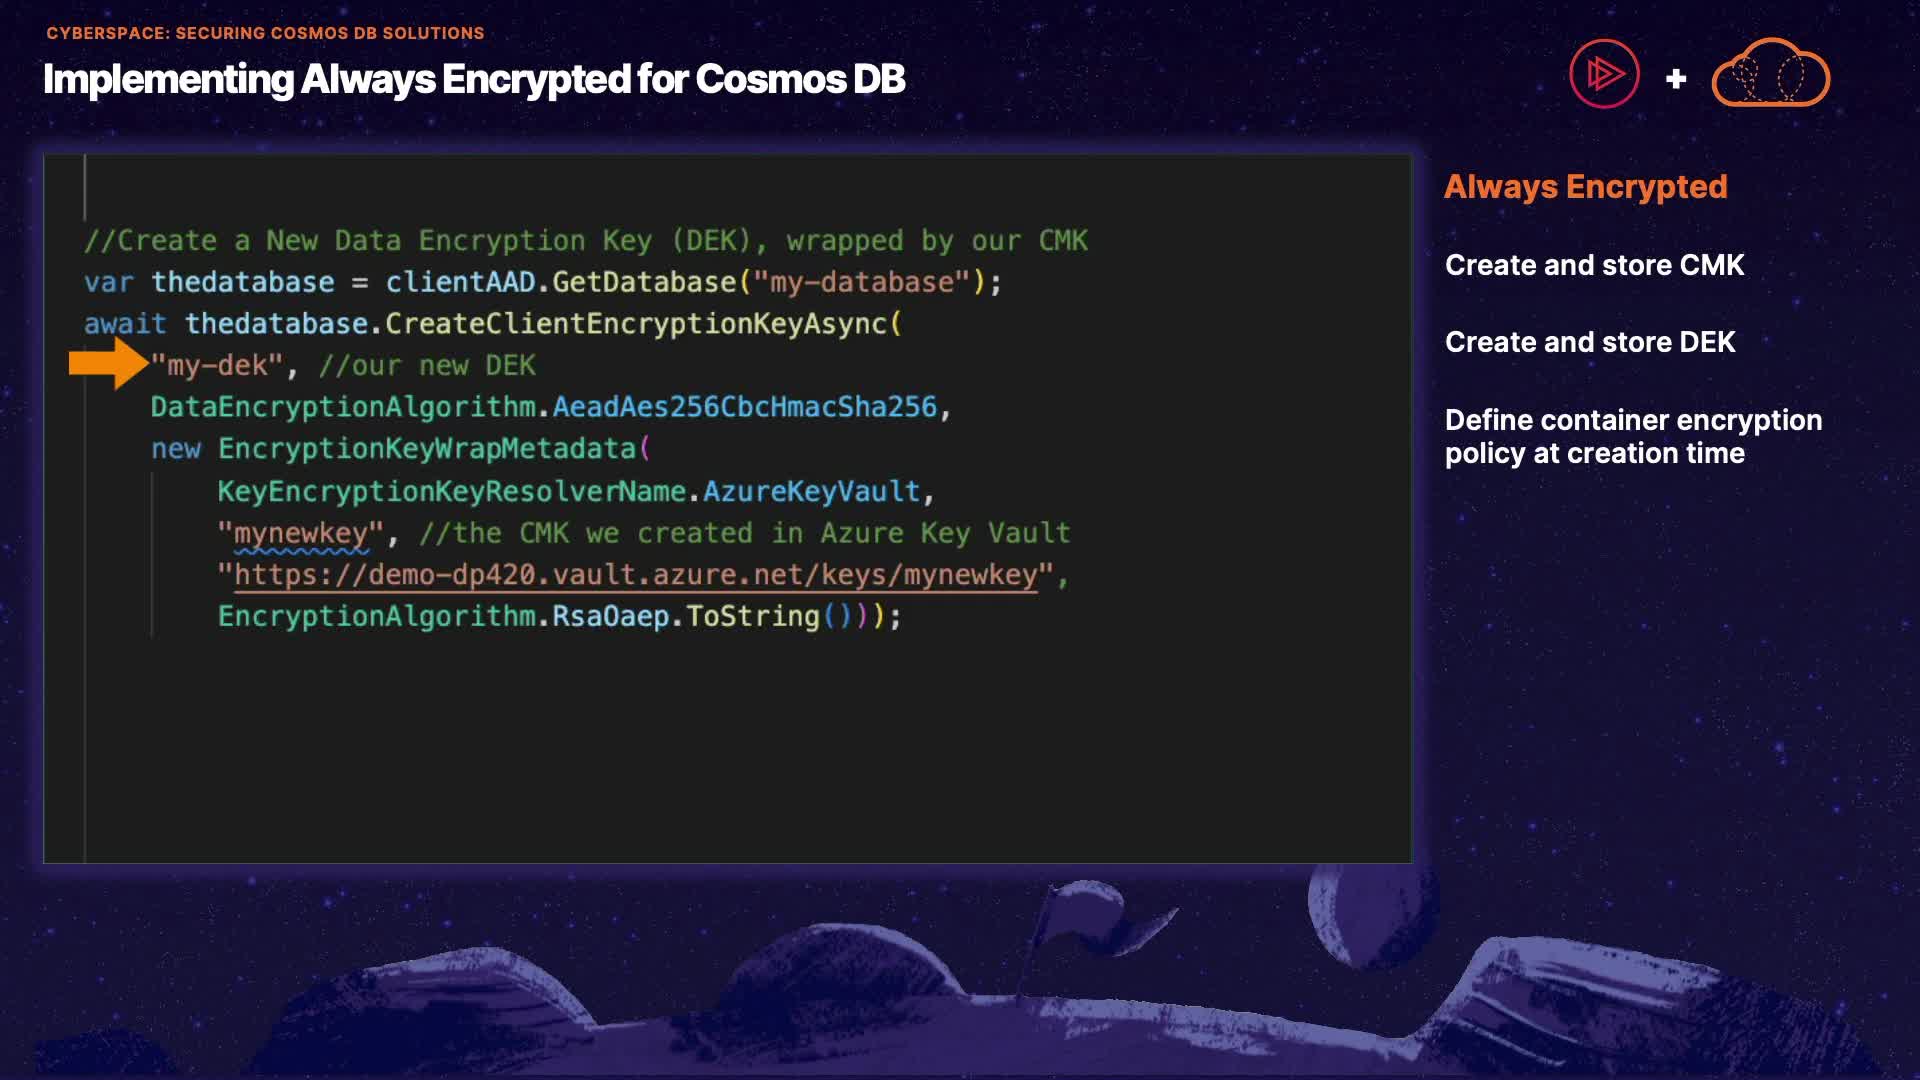 CYBERSPACE: SECURING COSMOS DB SOLUTIONS
Implementing Always Encrypted for Cosmos DB
+
//Create a New Data Encryption Key (DEK), wrapped by our CMK
var thedatabase = clientAAD.GetDatabase("my-database");
await thedatabase.CreateClientEncryptionKeyAsync(
"my-dek", //our new DEK
DataEncryptionAlgorithm.AeadAes256CbcHmacSha256,
new EncryptionKeyWrapMetadata(
KeyEncryptionKeyResolverName.AzureKeyVault,
"mynewkey", //the CMK we created in Azure Key Vault
"https://demo-dp420.vault.azure.net/keys/mynewkey",
EncryptionAlgorithm.RsaOaep.ToString()));
Always Encrypted
Create and store CMK
Create and store DEK
Define container encryption
policy at creation time